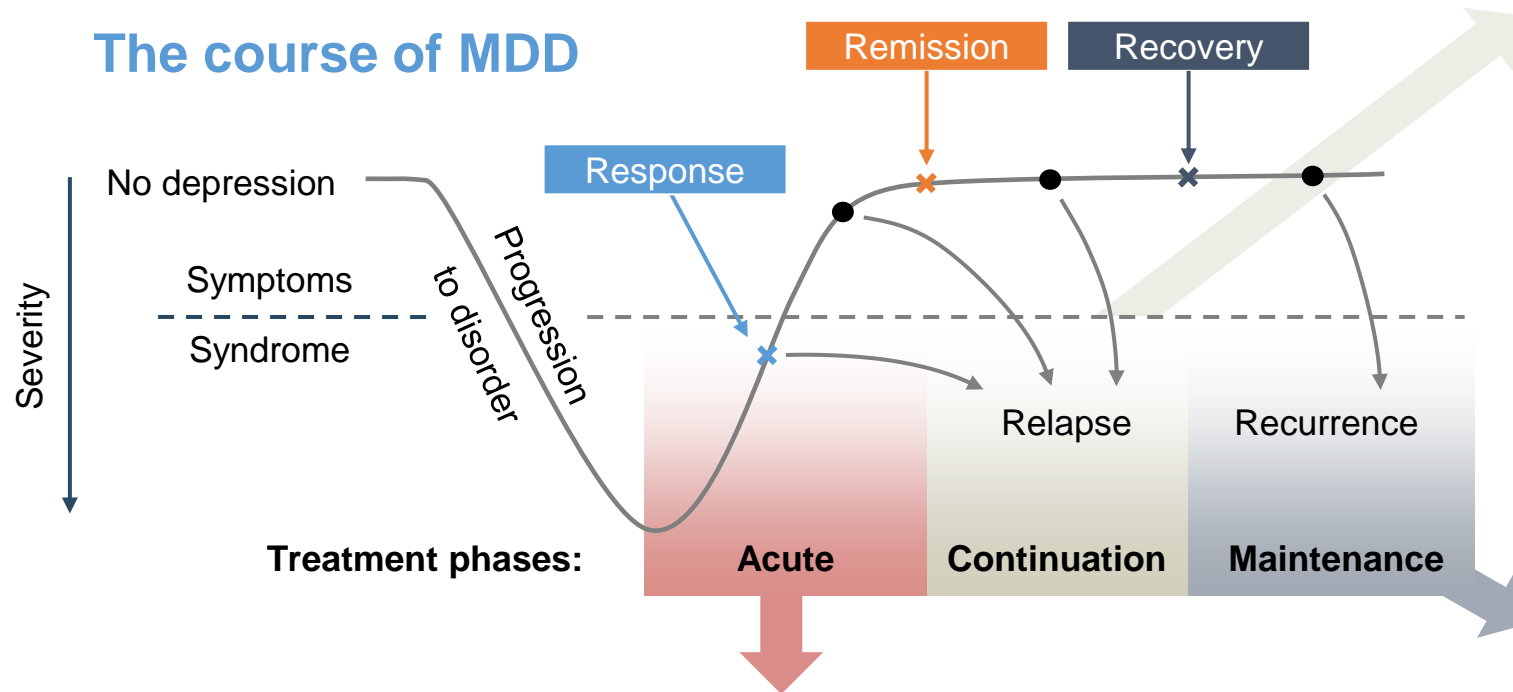 The course of MDD
Remission
Recovery
Response
No depression
Severity
Symptoms
Syndrome
Progression
to disorder
Relapse
Recurrence
Treatment phases:
Acute
Continuation
Maintenance